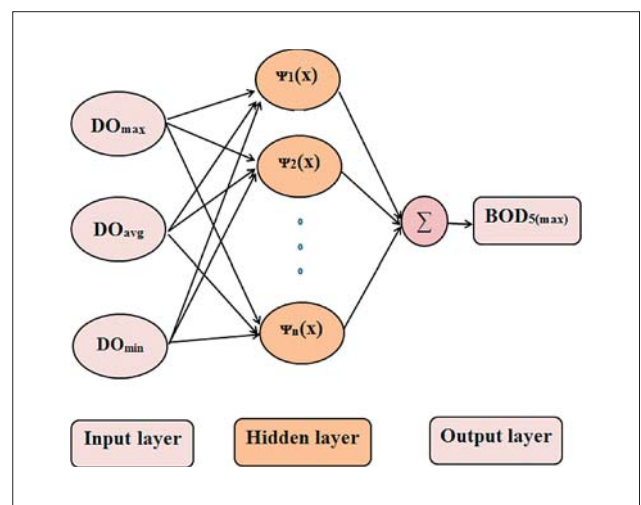 Ψ1(x)
DOmax
Ψ2(x)
DOavg
Σ
BOD5(max)
Ψn(x)
DOmin
Input layer
Hidden layer
Output layer